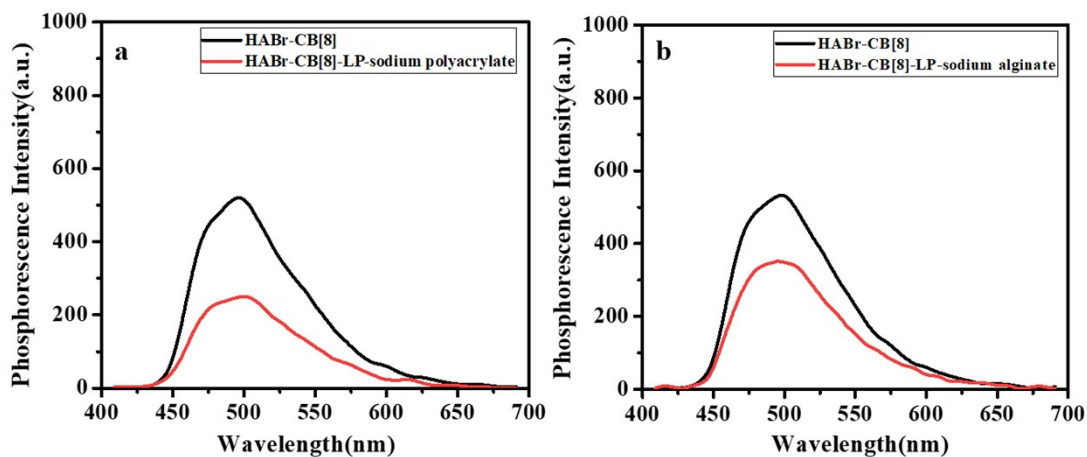 a
HABr-CB[8]
HABr-CB[8]-LP-sodium polyacrylate
Phosphorescence Intensity(a.u.)
1000
800
600
400
200
0
400 450 500 550 600 650 700
Wavelength(nm)
b
HABr-CB[8]
HABr-CB[8]-LP-sodium alginate
Phosphorescence Intensity(a.u.)
1000
800
600
400
200
0
400 450 500 550 600 650 700
Wavelength(nm)